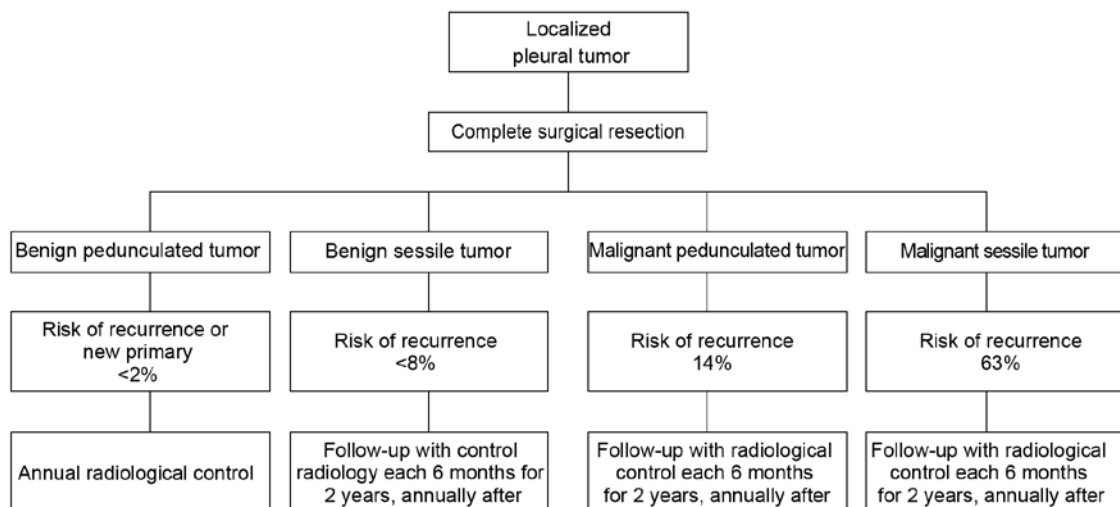 Localized
pleural tumor
Complete surgical resection
Benign pedunculated tumor
Benign sessile tumor
Malignant pedunculated tumor
Malignant sessile tumor
Risk of recurrence or
new primary
<2%
Risk of recurrence
<8%
Risk of recurrence
14%
Risk of recurrence
63%
Annual radiological control
Follow-up with control
radiology each 6 months for
2 years, annually after
Follow-up with radiological
control each 6 months
for 2 years, annually after
Follow-up with radiological
control each 6 months
for 2 years, annually after